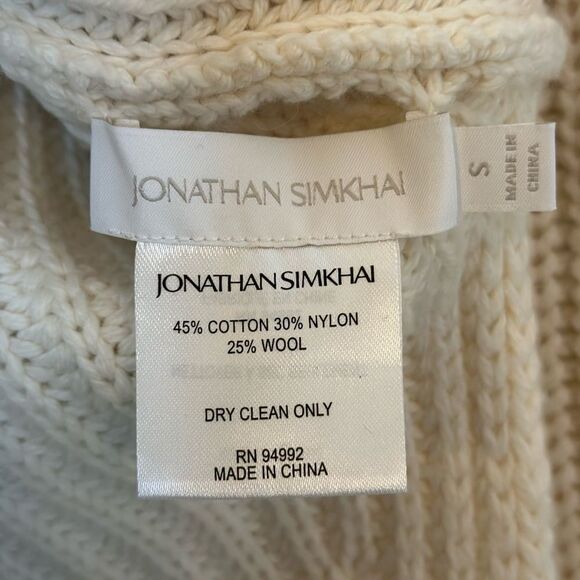 JONATHAN SIMKHAI
S
MADE IN
CHINA
JONATHAN SIMKHAI
45% COTTON 30% NYLON
25% WOOL
DRY CLEAN ONLY
RN 94992
MADE IN CHINA